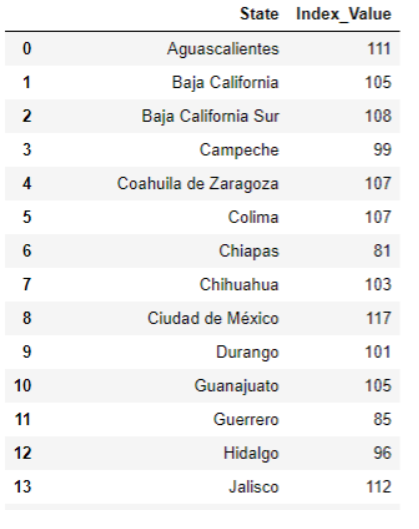 State Index_Value
0 Aguascalientes 111
1 Baja California 105
2 Baja California Sur 108
3 Campeche 99
4 Coahuila de Zaragoza 107
5 Colima 107
6 Chiapas 81
7 Chihuahua 103
8 Ciudad de México 117
9 Durango 101
10 Guanajuato 105
11 Guerrero 85
12 Hidalgo 96
13 Jalisco 112